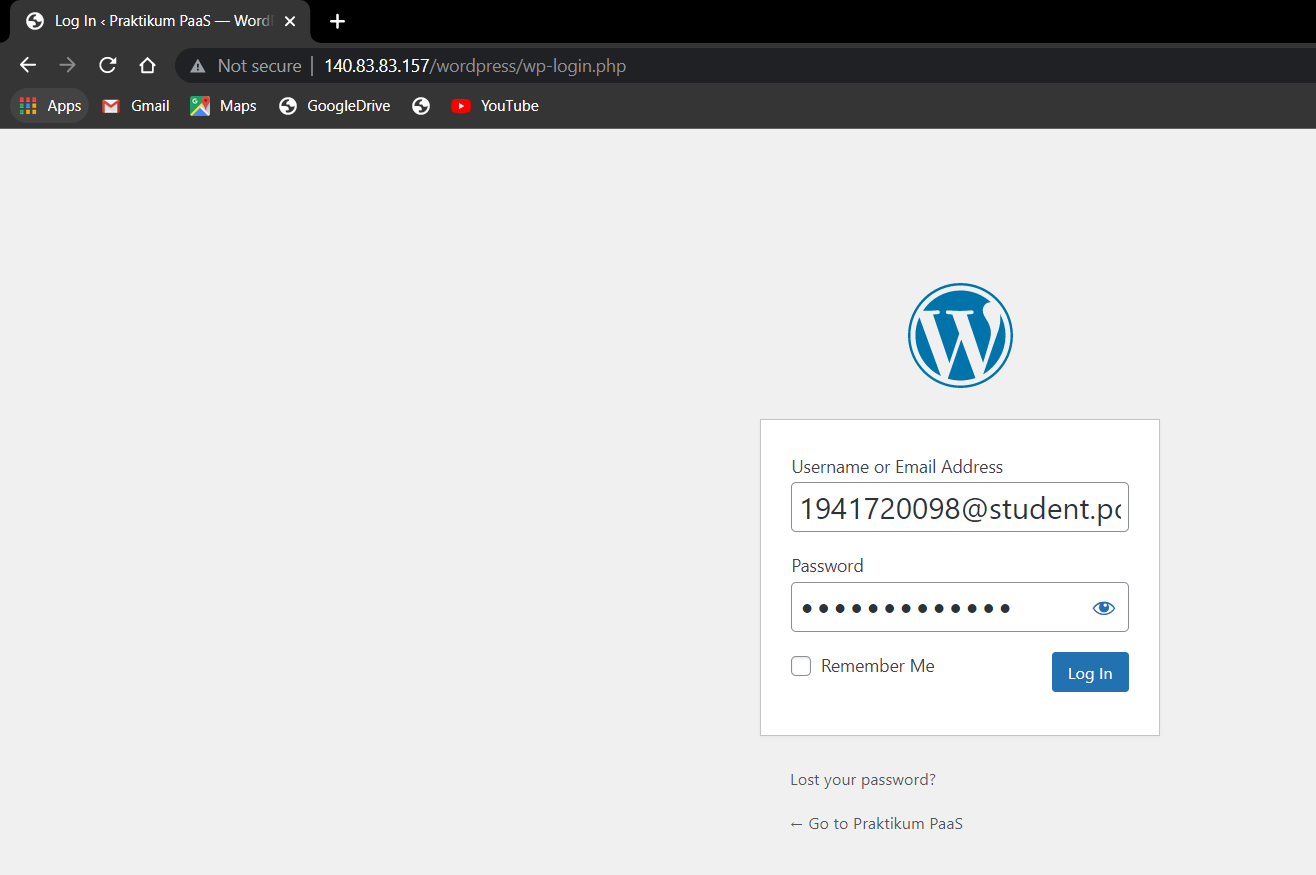 Log In ‹ Praktikum PaaS — Word
Not secure | 140.83.83.157/wordpress/wp-login.php
Apps Gmail Maps GoogleDrive YouTube
Username or Email Address
1941720098@student.po
Password
Remember Me Log In
Lost your password?
← Go to Praktikum PaaS